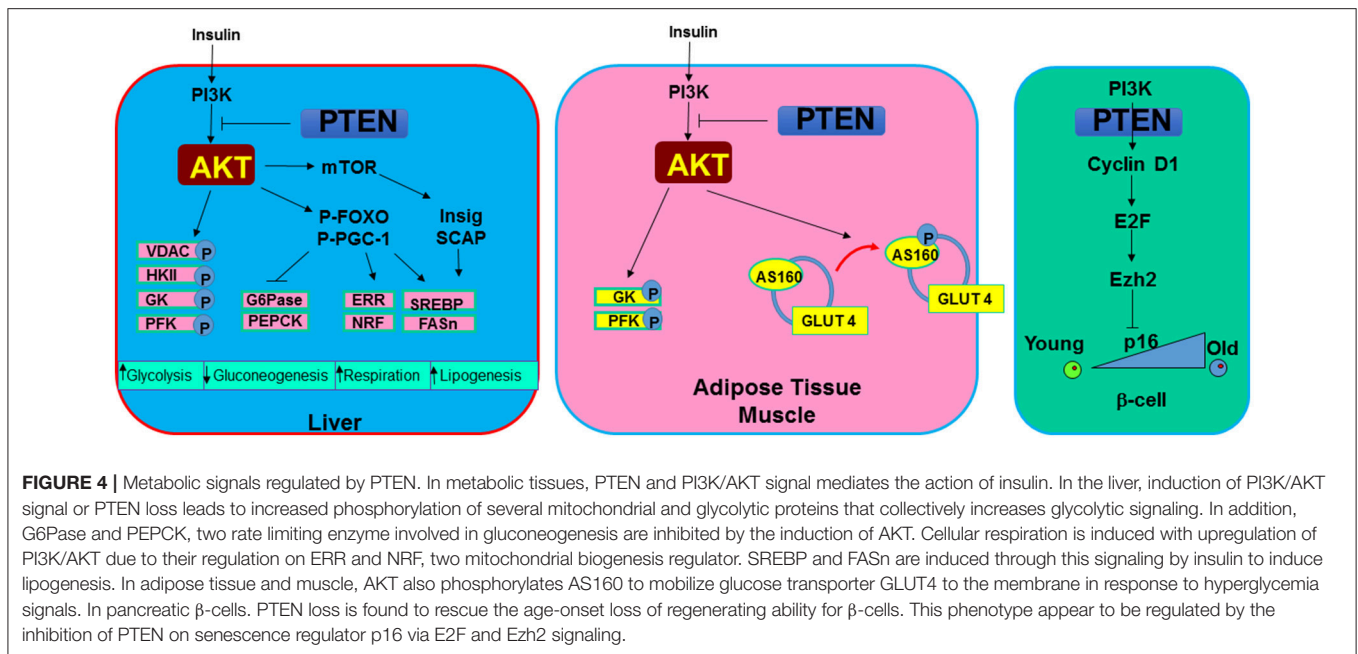 Insulin
PI3K
PTEN
AKT
mTOR
P-FOXO
P-PGC-1
Insig
SCAP
VDAC P
HKII P
GK P
PFK P
G6Pase
PEPCK
ERR
NRF
SREBP
FASn
↑Glycolysis ↓Gluconeogenesis ↑Respiration ↑Lipogenesis
Liver
Insulin
PI3K
PTEN
AKT
GK P
PFK P
AS160
GLUT 4
P
AS160
GLUT 4
Adipose Tissue
Muscle
PI3K
PTEN
Cyclin D1
E2F
Ezh2
p16
Young
Old
β-cell
FIGURE 4 | Metabolic signals regulated by PTEN. In metabolic tissues, PTEN and PI3K/AKT signal mediates the action of insulin. In the liver, induction of PI3K/AKT
signal or PTEN loss leads to increased phosphorylation of several mitochondrial and glycolytic proteins that collectively increases glycolytic signaling. In addition,
G6Pase and PEPCK, two rate limiting enzyme involved in gluconeogenesis are inhibited by the induction of AKT. Cellular respiration is induced with upregulation of
PI3K/AKT due to their regulation on ERR and NRF, two mitochondrial biogenesis regulator. SREBP and FASn are induced through this signaling by insulin to induce
lipogenesis. In adipose tissue and muscle, AKT also phosphorylates AS160 to mobilize glucose transporter GLUT4 to the membrane in response to hyperglycemia
signals. In pancreatic β-cells. PTEN loss is found to rescue the age-onset loss of regenerating ability for β-cells. This phenotype appear to be regulated by the
inhibition of PTEN on senescence regulator p16 via E2F and Ezh2 signaling.